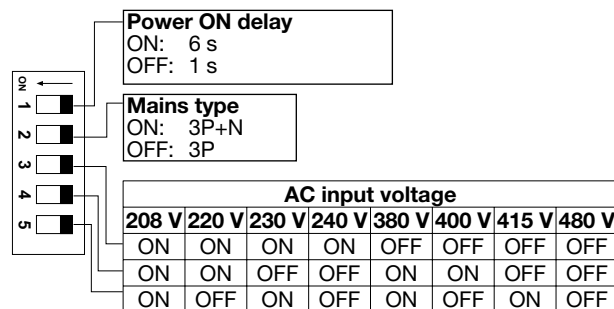 Power ON delay
ON: 6 s
OFF: 1 s
ON
1
2
3
4
5
Mains type
ON: 3P+N
OFF: 3P
AC input voltage
208 V 220 V 230 V 240 V 380 V 400 V 415 V 480 V
ON ON ON ON OFF OFF OFF OFF
ON ON OFF OFF ON ON OFF OFF
ON OFF ON OFF ON OFF ON OFF